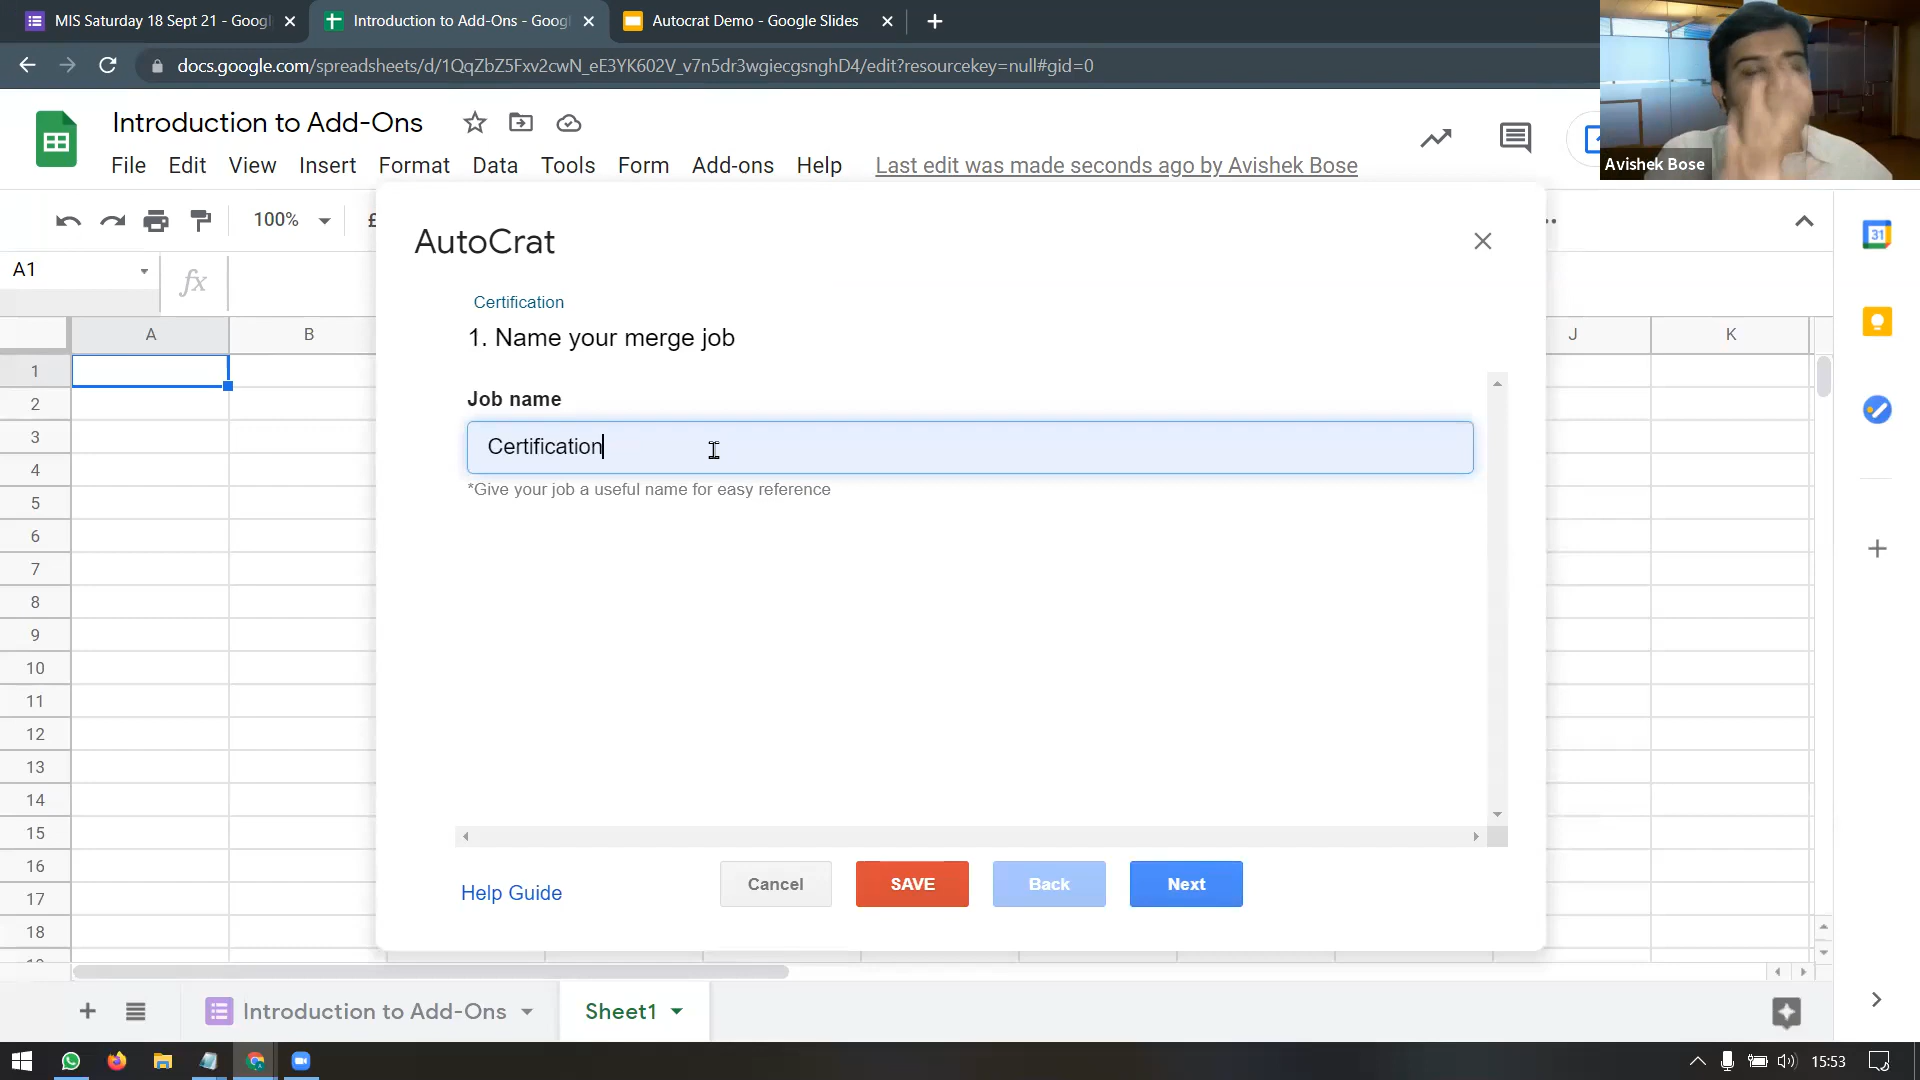 MIS Saturday 18 Sept 21 - Googl
Introduction to Add-Ons - Goog
Autocrat Demo - Google Slides
docs.google.com/spreadsheets/d/1QqZbZ5Fxv2cwN_eE3YK602V_v7n5dr3wgiecgsnghD4/edit?resourcekey=null#gid=0
Introduction to Add-Ons
File Edit View Insert Format Data Tools Form Add-ons Help Last edit was made seconds ago by Avishek Bose
Avishek Bose
100% £
31
A1 fx
AutoCrat
Certification
1. Name your merge job
Job name
Certification
*Give your job a useful name for easy reference
Help Guide Cancel SAVE Back Next
A B J K
1
2
3
4
5
6
7
8
9
10
11
12
13
14
15
16
17
18
Introduction to Add-Ons Sheet1
15:53